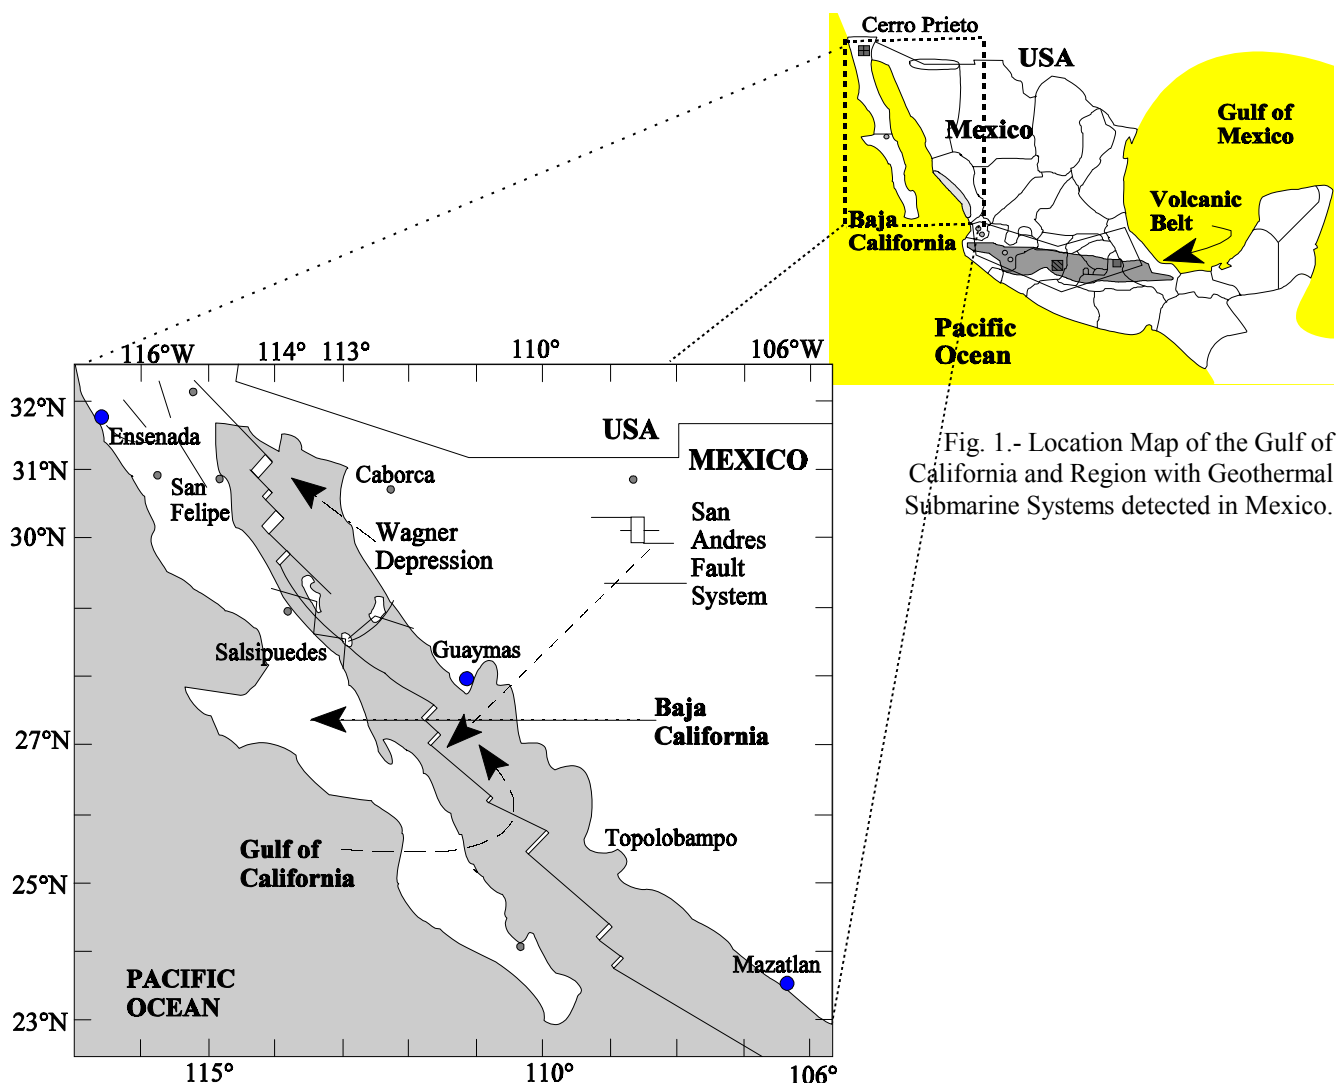 Cerro Prieto
USA
Mexico
Gulf of
Mexico
Volcanic
Belt
Baja
California
Pacific
Ocean
116°W
114°
113°
110°
106°W
32°N
31°N
30°N
27°N
25°N
23°N
Ensenada
San
Felipe
Caborca
USA
MEXICO
Wagner
Depression
San
Andres
Fault
System
Salsipuedes
Guaymas
Baja
California
Gulf of
California
Topolobampo
Mazatlan
PACIFIC
OCEAN
115°
110°
106°
Fig. 1.- Location Map of the Gulf of
California and Region with Geothermal
Submarine Systems detected in Mexico.